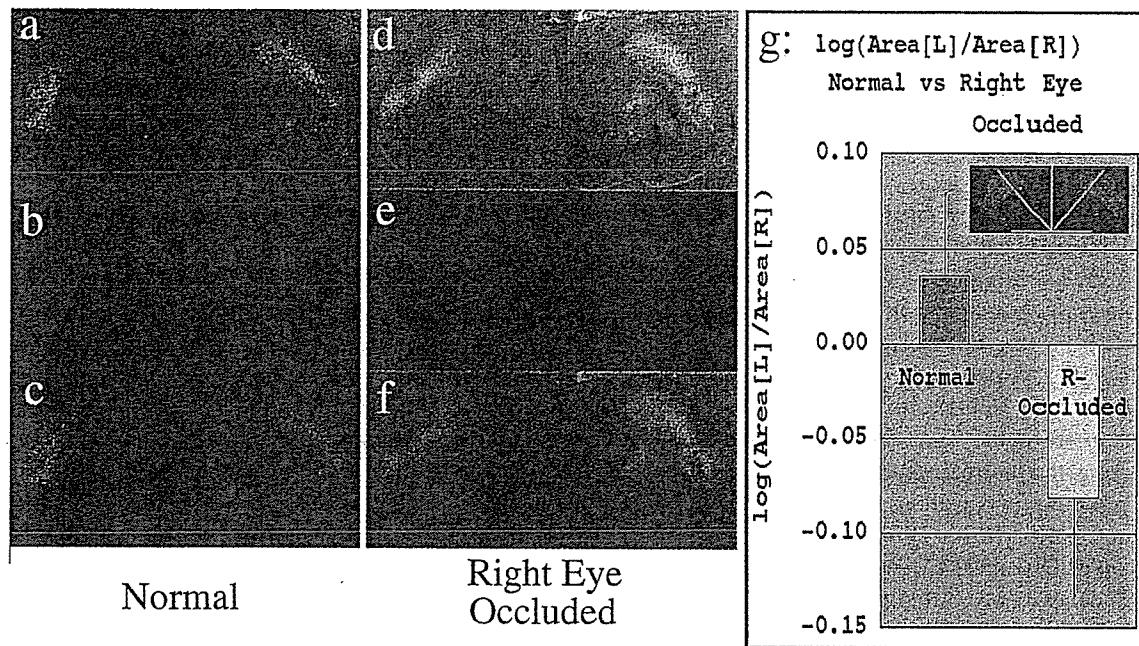 a
b
c
Normal
d
e
f
Right Eye
Occluded
g: log(Area[L]/Area[R])
Normal vs Right Eye
Occluded
log(Area[L]/Area[R])
0.10
0.05
0.00
-0.05
-0.10
-0.15
Normal
R-
Occluded